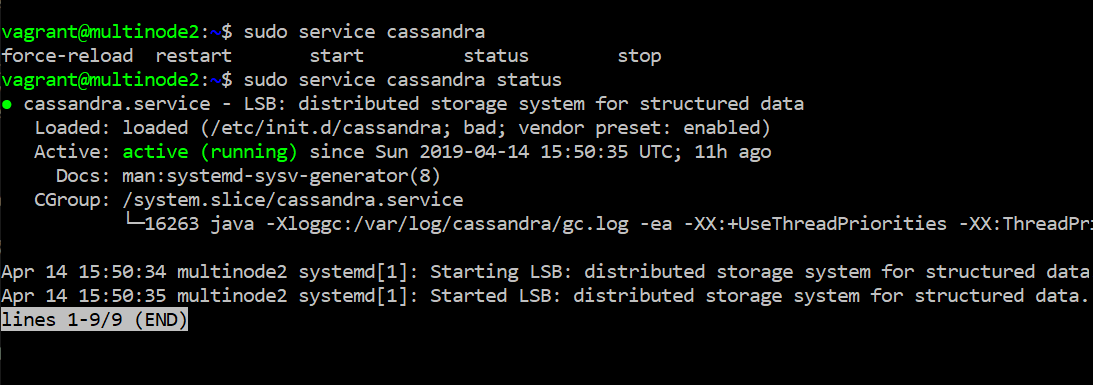 vagrant@multinode2:~$ sudo service cassandra
force-reload restart start status stop
vagrant@multinode2:~$ sudo service cassandra status
● cassandra.service - LSB: distributed storage system for structured data
Loaded: loaded (/etc/init.d/cassandra; bad; vendor preset: enabled)
Active: active (running) since Sun 2019-04-14 15:50:35 UTC; 11h ago
Docs: man:systemd-sysv-generator(8)
CGroup: /system.slice/cassandra.service
└─16263 java -Xloggc:/var/log/cassandra/gc.log -ea -XX:+UseThreadPriorities -XX:ThreadPri
Apr 14 15:50:34 multinode2 systemd[1]: Starting LSB: distributed storage system for structured data
Apr 14 15:50:35 multinode2 systemd[1]: Started LSB: distributed storage system for structured data.
lines 1-9/9 (END)